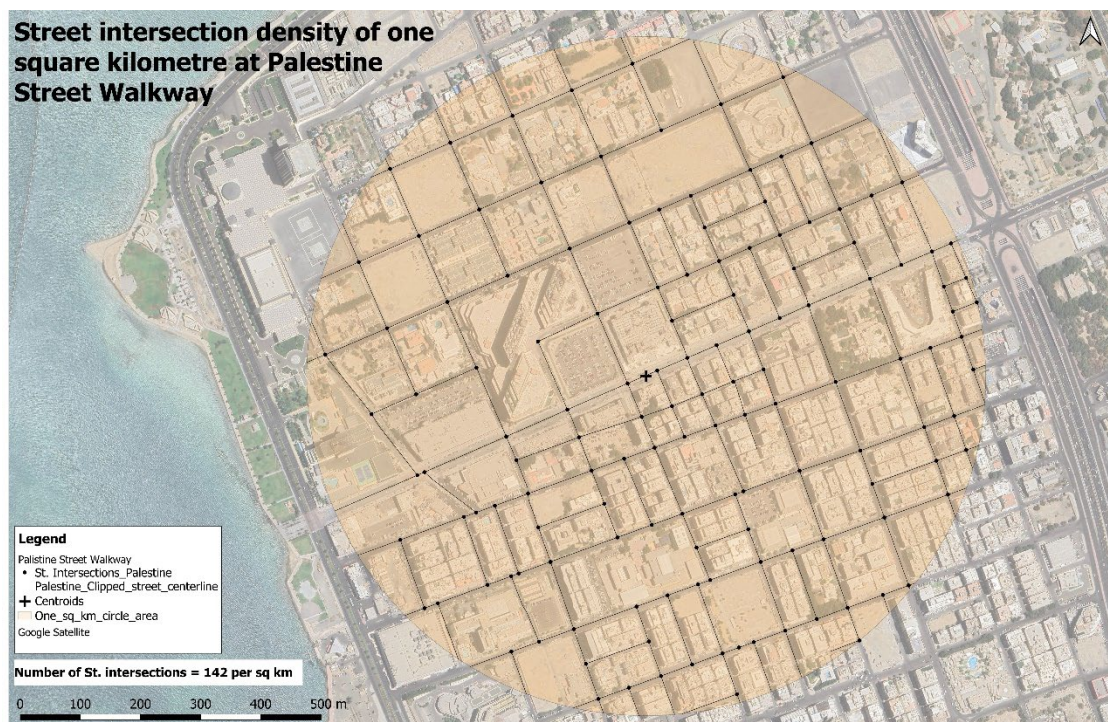 Street intersection density of one
square kilometre at Palestine
Street Walkway
Legend
Palistine Street Walkway
St. Intersections_Palestine
Palestine_Clipped_street_centerline
Centroids
One_sq_km_circle_area
Google Satellite
Number of St. intersections = 142 per sq km
0 100 200 300 400 500 m